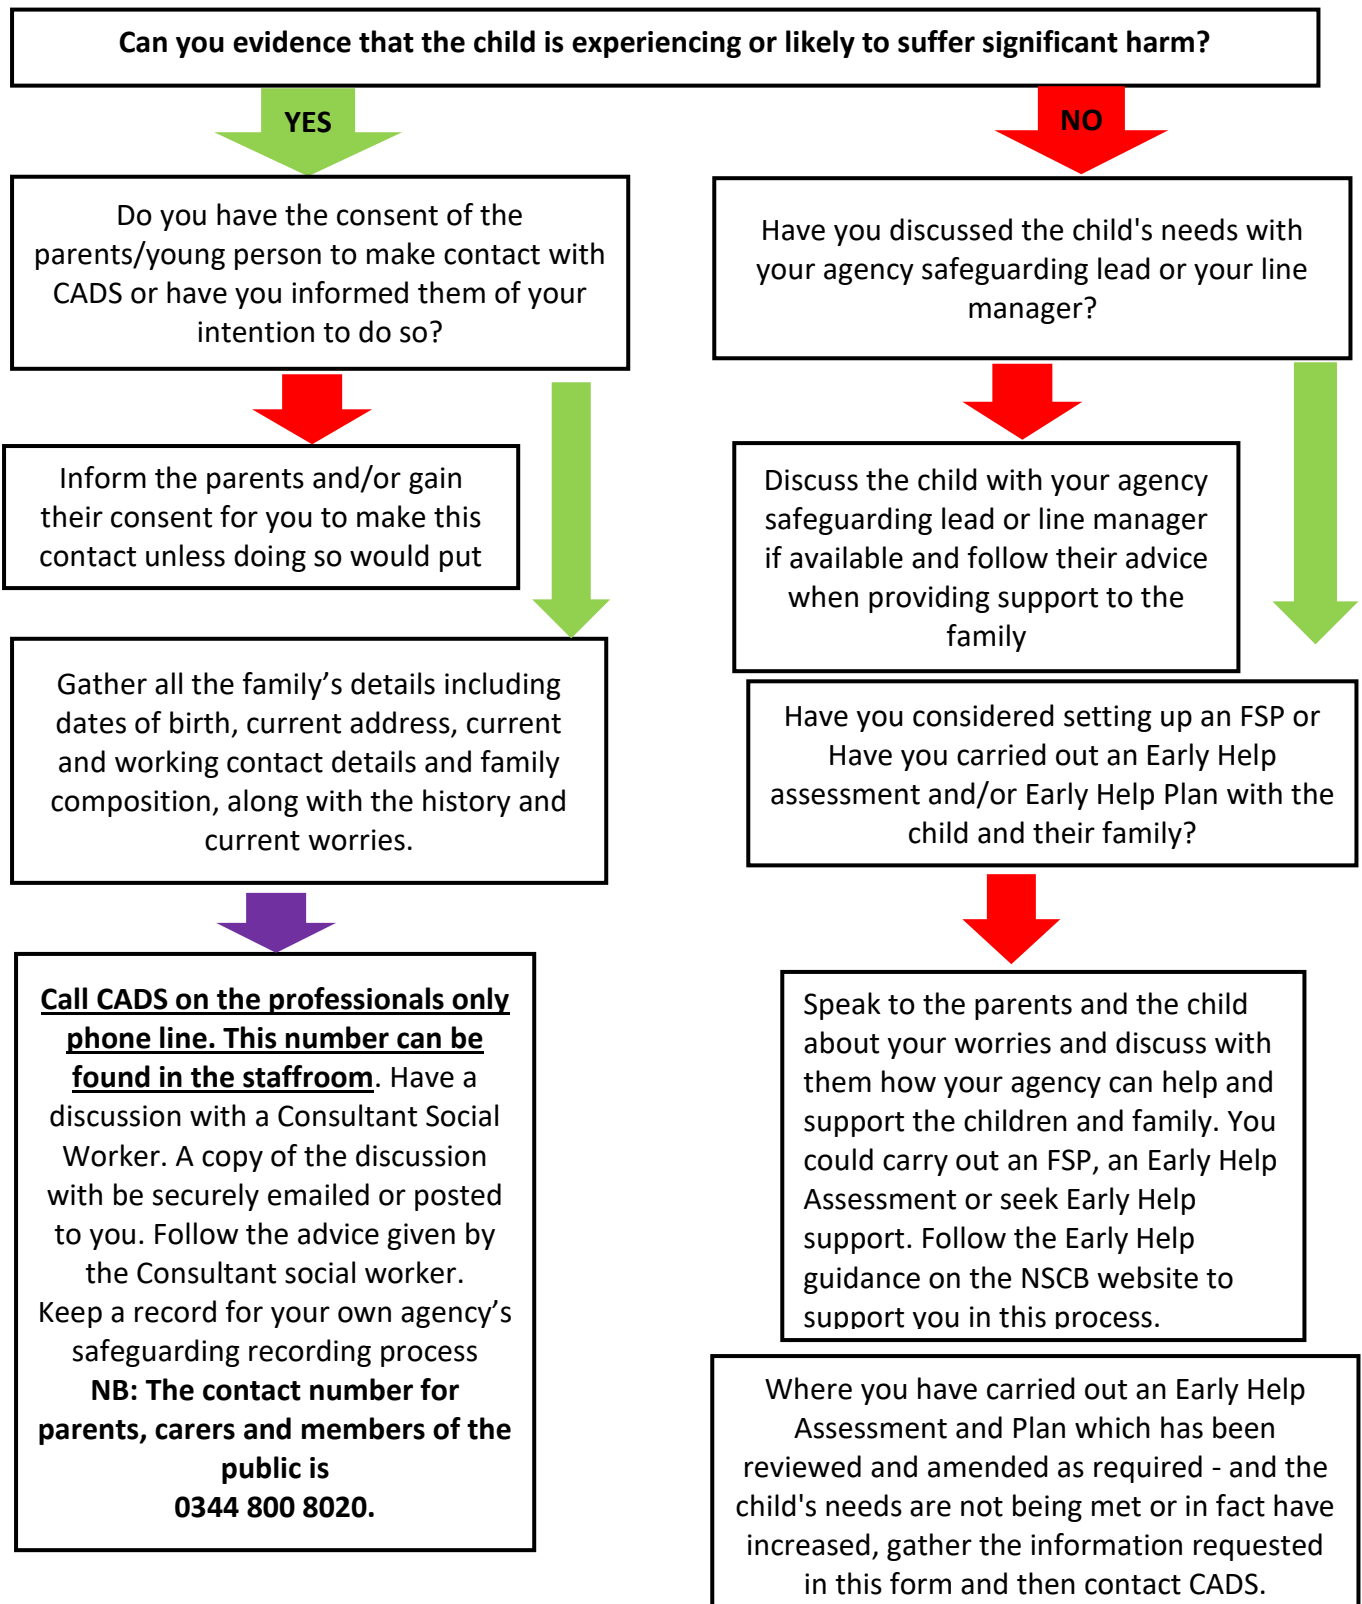 Can you evidence that the child is experiencing or likely to suffer significant harm?
YES
NO
Do you have the consent of the
parents/young person to make contact with
CADS or have you informed them of your
intention to do so?
Have you discussed the child's needs with
your agency safeguarding lead or your line
manager?
Inform the parents and/or gain
their consent for you to make this
contact unless doing so would put
Discuss the child with your agency
safeguarding lead or line manager
if available and follow their advice
when providing support to the
family
Gather all the family’s details including
dates of birth, current address, current
and working contact details and family
composition, along with the history and
current worries.
Have you considered setting up an FSP or
Have you carried out an Early Help
assessment and/or Early Help Plan with the
child and their family?
Call CADS on the professionals only
phone line. This number can be
found in the staffroom. Have a
discussion with a Consultant Social
Worker. A copy of the discussion
with be securely emailed or posted
to you. Follow the advice given by
the Consultant social worker.
Keep a record for your own agency’s
safeguarding recording process
NB: The contact number for
parents, carers and members of the
public is
0344 800 8020.
Speak to the parents and the child
about your worries and discuss with
them how your agency can help and
support the children and family. You
could carry out an FSP, an Early Help
Assessment or seek Early Help
support. Follow the Early Help
guidance on the NSCB website to
support you in this process.
Where you have carried out an Early Help
Assessment and Plan which has been
reviewed and amended as required - and the
child's needs are not being met or in fact have
increased, gather the information requested
in this form and then contact CADS.